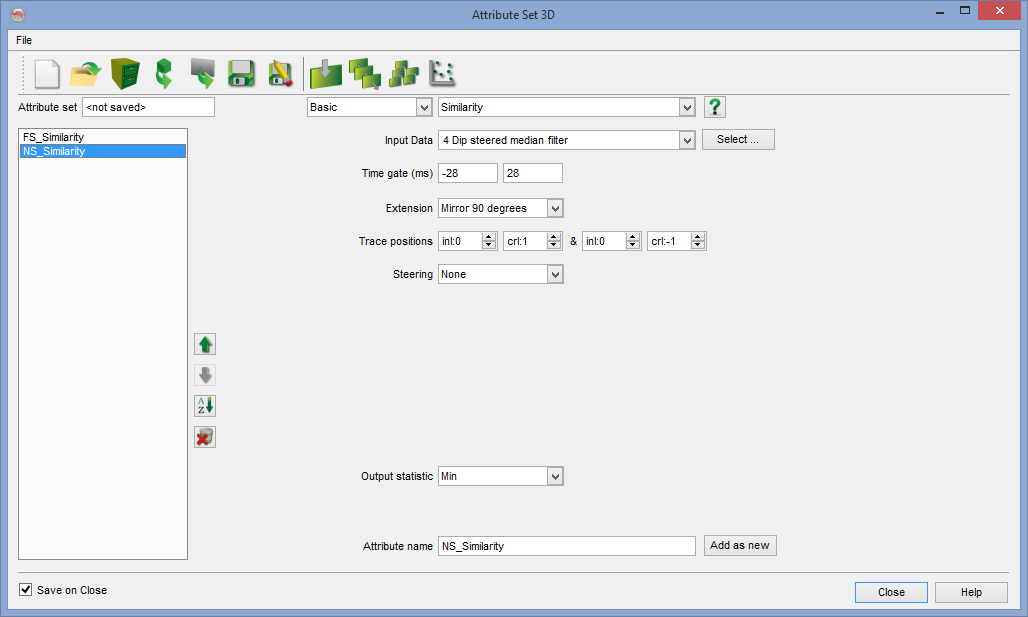 Attribute Set 3D
File
Attribute set <not saved> Basic Similarity ?
FS_Similarity
NS_Similarity
Input Data 4 Dip steered median filter Select ...
Time gate (ms) -28 28
Extension Mirror 90 degrees
Trace positions inl:0 crl:1 & inl:0 crl:-1
Steering None
A
Z
Output statistic Min
Attribute name NS_Similarity Add as new
Save on Close Close Help